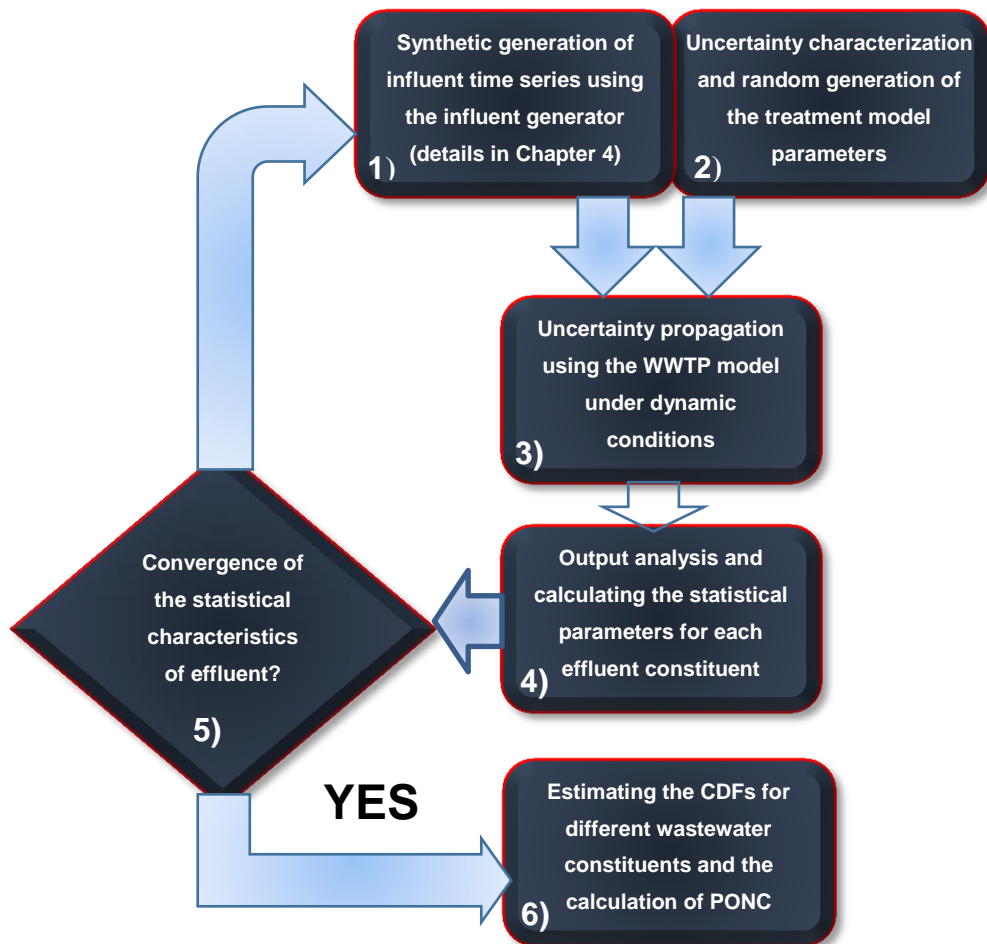 Synthetic generation of
influent time series using
the influent generator
(details in Chapter 4)
1)
Uncertainty characterization
and random generation of
the treatment model
parameters
2)
Uncertainty propagation
using the WWTP model
under dynamic
conditions
3)
Output analysis and
calculating the statistical
parameters for each
effluent constituent
4)
Convergence of
the statistical
characteristics
of effluent?
5)
YES
Estimating the CDFs for
different wastewater
constituents and the
calculation of PONC
6)